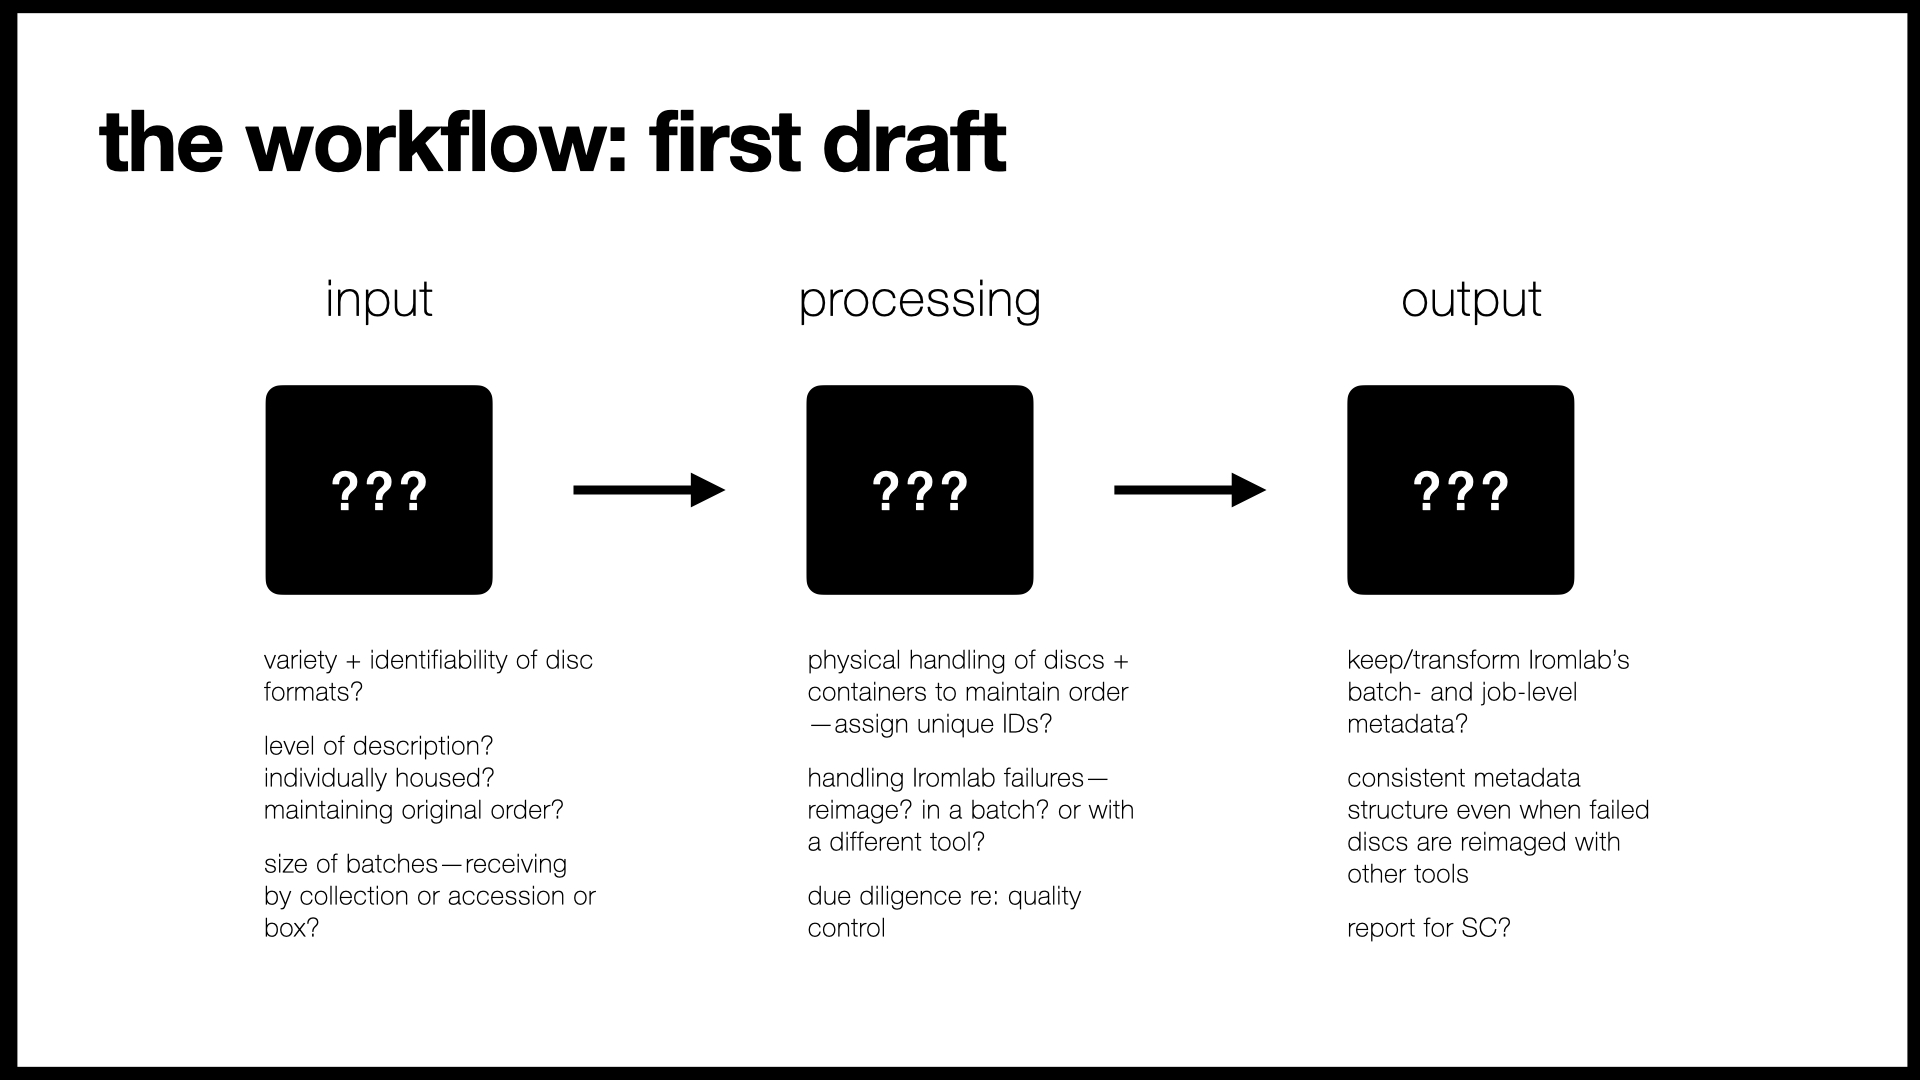 the workflow: first draft
input
???
variety + identifiability of disc
formats?
level of description?
individually housed?
maintaining original order?
size of batches—receiving
by collection or accession or
box?
processing
???
physical handling of discs +
containers to maintain order
—assign unique IDs?
handling Iromlab failures—
reimage? in a batch? or with
a different tool?
due diligence re: quality
control
output
???
keep/transform Iromlab’s
batch- and job-level
metadata?
consistent metadata
structure even when failed
discs are reimaged with
other tools
report for SC?